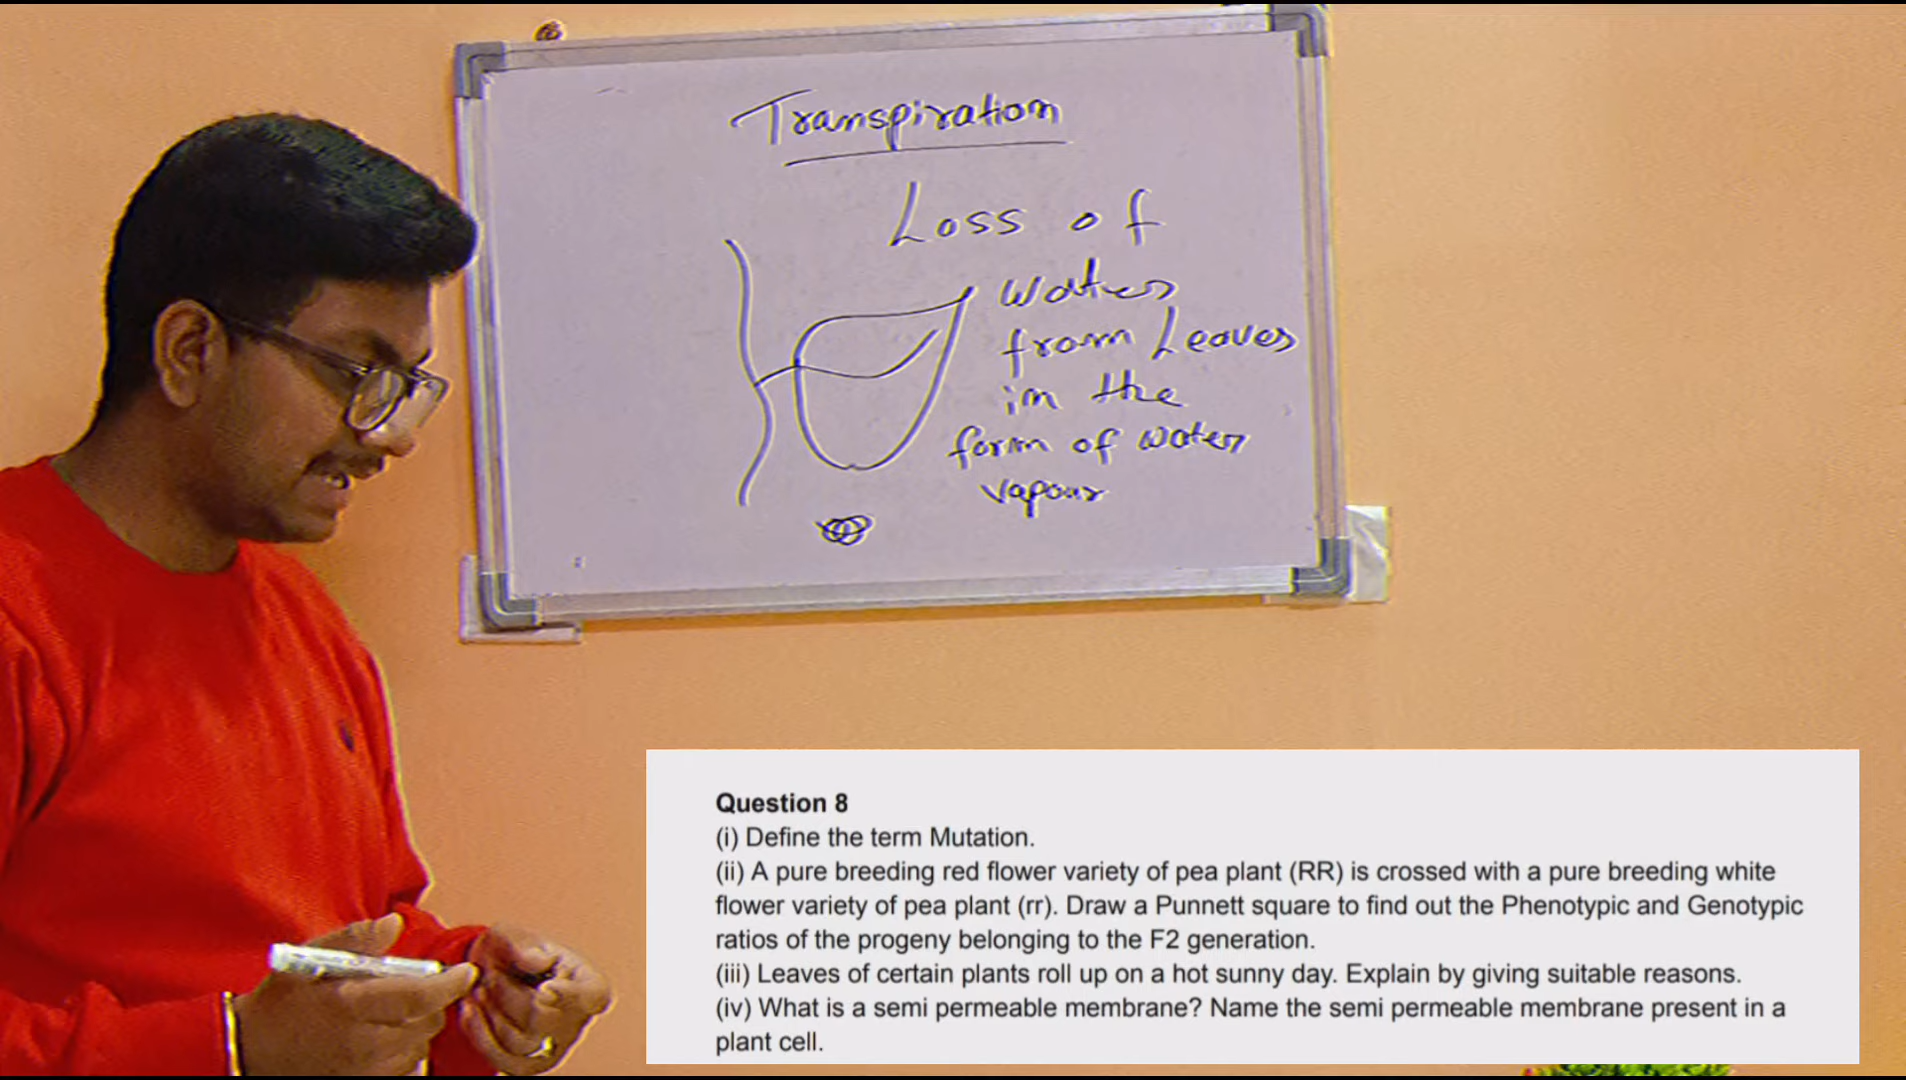 Transpiration
Loss of
Water
from Leaves
in the
form of water
vapour
Question 8
(i) Define the term Mutation.
(ii) A pure breeding red flower variety of pea plant (RR) is crossed with a pure breeding white
flower variety of pea plant (rr). Draw a Punnett square to find out the Phenotypic and Genotypic
ratios of the progeny belonging to the F2 generation.
(iii) Leaves of certain plants roll up on a hot sunny day. Explain by giving suitable reasons.
(iv) What is a semi permeable membrane? Name the semi permeable membrane present in a
plant cell.